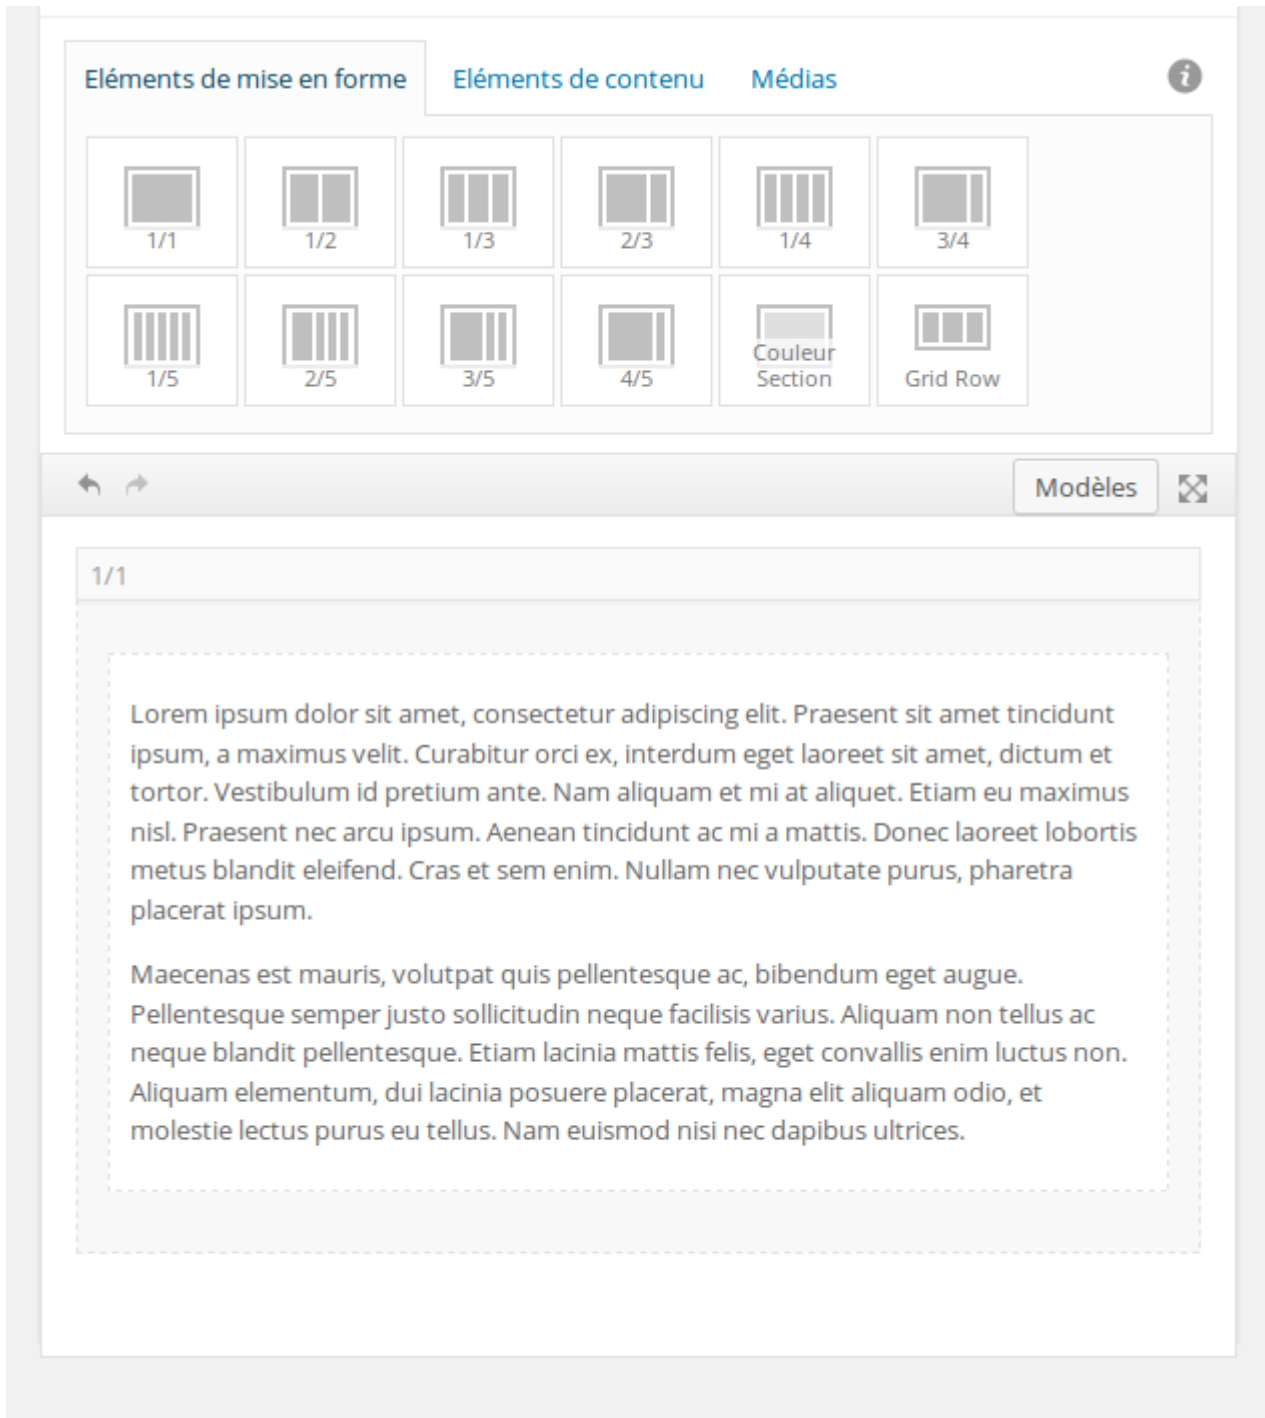 Eléments de mise en forme Eléments de contenu Médias
1/1 1/2 1/3 2/3 1/4 3/4
1/5 2/5 3/5 4/5 Couleur Section Grid Row
Modèles
1/1
Lorem ipsum dolor sit amet, consectetur adipiscing elit. Praesent sit amet tincidunt
ipsum, a maximus velit. Curabitur orci ex, interdum eget laoreet sit amet, dictum et
tortor. Vestibulum id pretium ante. Nam aliquam et mi at aliquet. Etiam eu maximus
nisl. Praesent nec arcu ipsum. Aenean tincidunt ac mi a mattis. Donec laoreet lobortis
metus blandit eleifend. Cras et sem enim. Nullam nec vulputate purus, pharetra
placerat ipsum.
Maecenas est mauris, volutpat quis pellentesque ac, bibendum eget augue.
Pellentesque semper justo sollicitudin neque facilisis varius. Aliquam non tellus ac
neque blandit pellentesque. Etiam lacinia mattis felis, eget convallis enim luctus non.
Aliquam elementum, dui lacinia posuere placerat, magna elit aliquam odio, et
molestie lectus purus eu tellus. Nam euismod nisi nec dapibus ultrices.